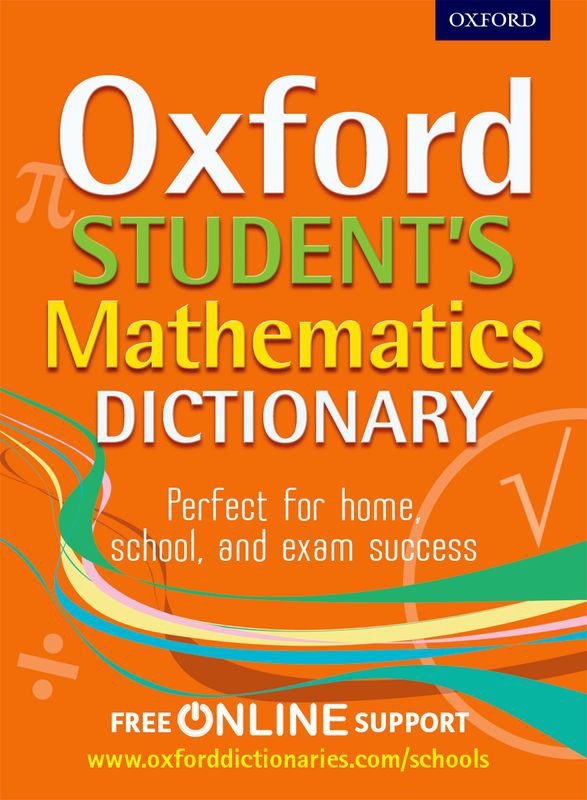 OXFORD
Oxford
π
STUDENT'S
Mathematics
DICTIONARY
√
Perfect for home,
school, and exam success
÷
FREE ONLINE SUPPORT
www.oxforddictionaries.com/schools